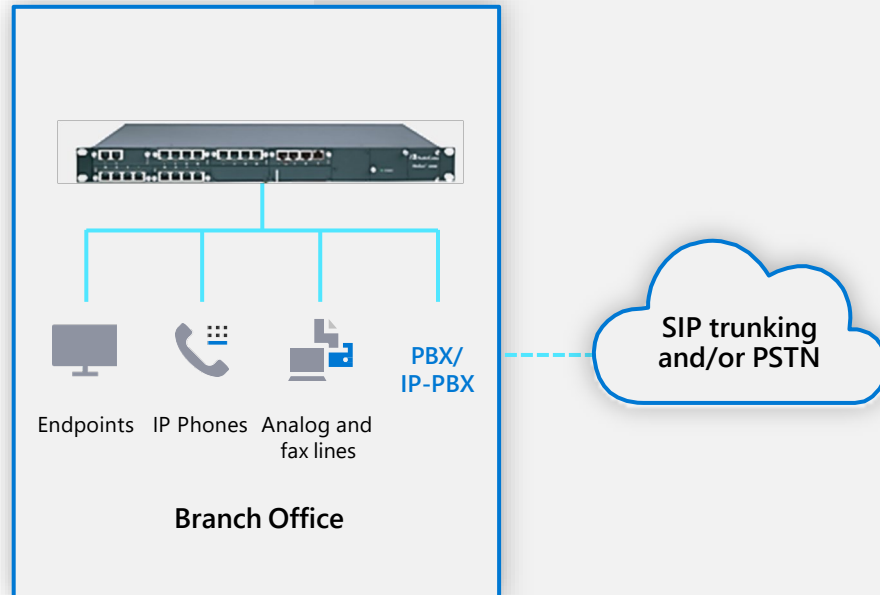 SIP trunking
and/or PSTN
PBX/
IP-PBX
Endpoints
IP Phones
Analog and
fax lines
Branch Office